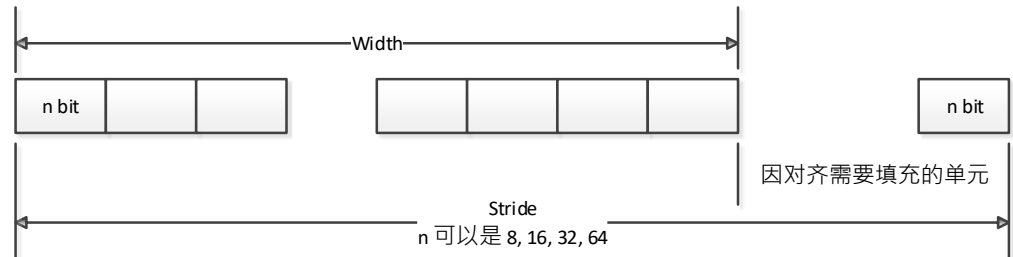 Width
n bit
n bit
因对齐需要填充的单元
Stride
n 可以是 8, 16, 32, 64